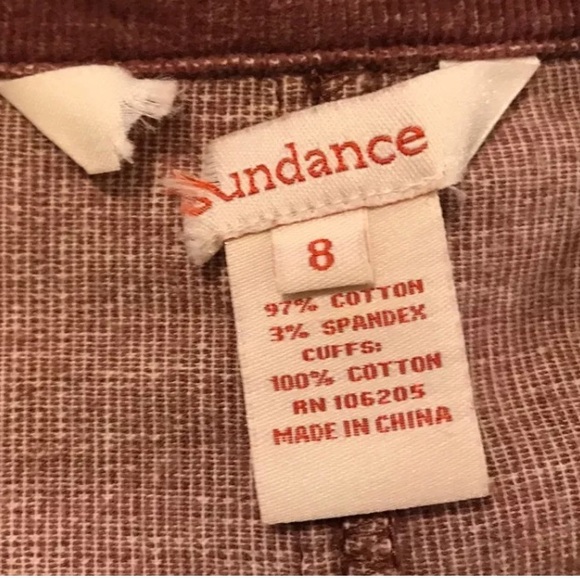 sundance
8
97% COTTON
3% SPANDEX
CUFFS:
100% COTTON
RN 106205
MADE IN CHINA